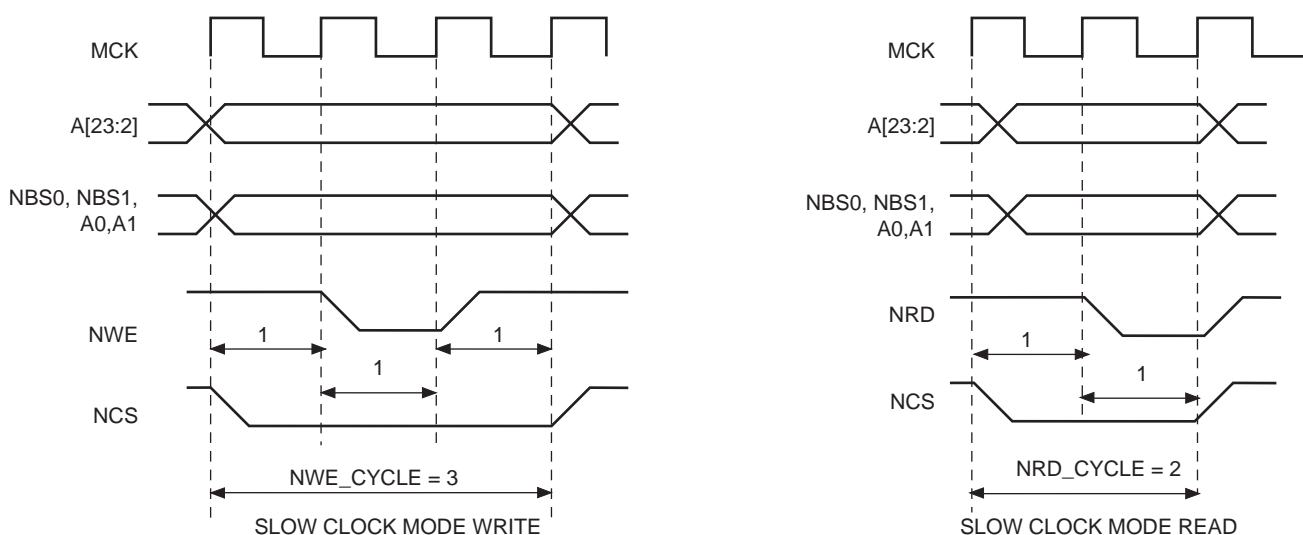 MCK
A[23:2]
NBS0, NBS1,
A0,A1
NWE
1
1
1
NCS
NWE_CYCLE = 3
SLOW CLOCK MODE WRITE
MCK
A[23:2]
NBS0, NBS1,
A0,A1
NRD
1
1
NCS
NRD_CYCLE = 2
SLOW CLOCK MODE READ